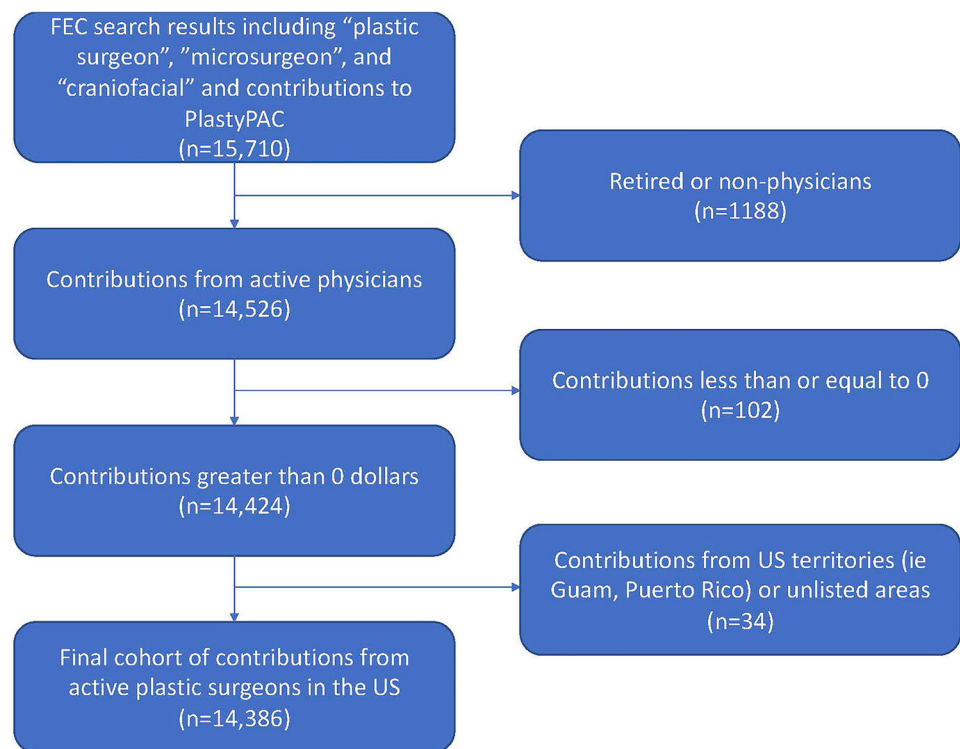 FEC search results including “plastic
surgeon”, ”microsurgeon”, and
“craniofacial” and contributions to
PlastyPAC
(n=15,710)
Retired or non-physicians
(n=1188)
Contributions from active physicians
(n=14,526)
Contributions less than or equal to 0
(n=102)
Contributions greater than 0 dollars
(n=14,424)
Contributions from US territories (ie
Guam, Puerto Rico) or unlisted areas
(n=34)
Final cohort of contributions from
active plastic surgeons in the US
(n=14,386)